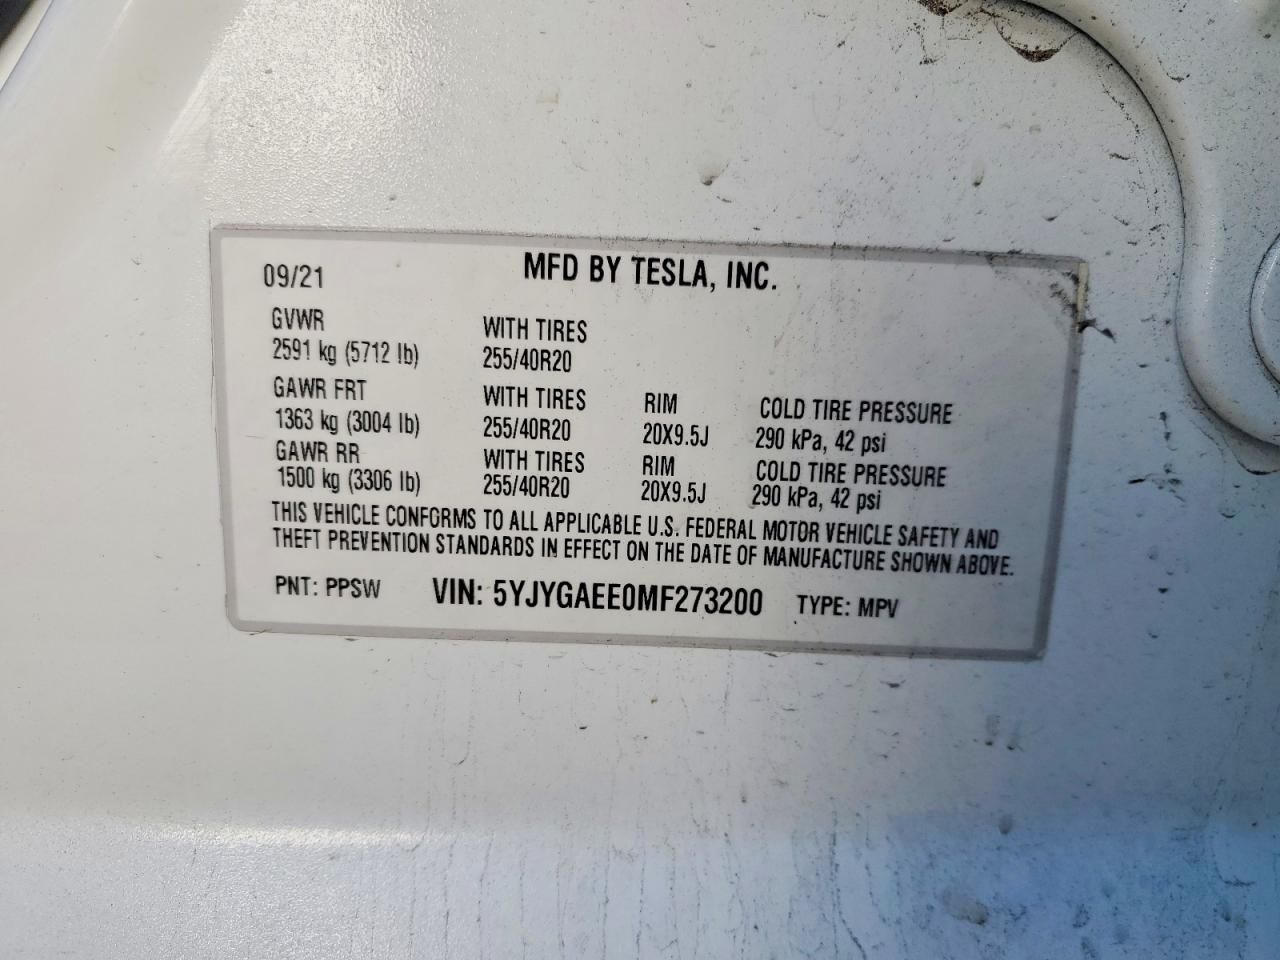 MFD BY TESLA, INC.
09/21
GVWR
2591 kg (5712 lb)
WITH TIRES
255/40R20
GAWR FRT
1363 kg (3004 lb)
WITH TIRES
255/40R20
RIM
20X9.5J
COLD TIRE PRESSURE
290 kPa, 42 psi
GAWR RR
1500 kg (3306 lb)
WITH TIRES
255/40R20
RIM
20X9.5J
COLD TIRE PRESSURE
290 kPa, 42 psi
THIS VEHICLE CONFORMS TO ALL APPLICABLE U.S. FEDERAL MOTOR VEHICLE SAFETY AND
THEFT PREVENTION STANDARDS IN EFFECT ON THE DATE OF MANUFACTURE SHOWN ABOVE.
PNT: PPSW VIN: 5YJYGAEE0MF273200 TYPE: MPV